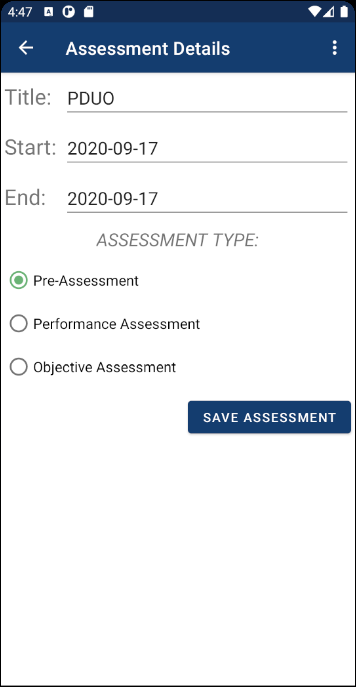 4:47
Assessment Details
Title: PDUO
Start: 2020-09-17
End: 2020-09-17
ASSESSMENT TYPE:
Pre-Assessment
Performance Assessment
Objective Assessment
SAVE ASSESSMENT